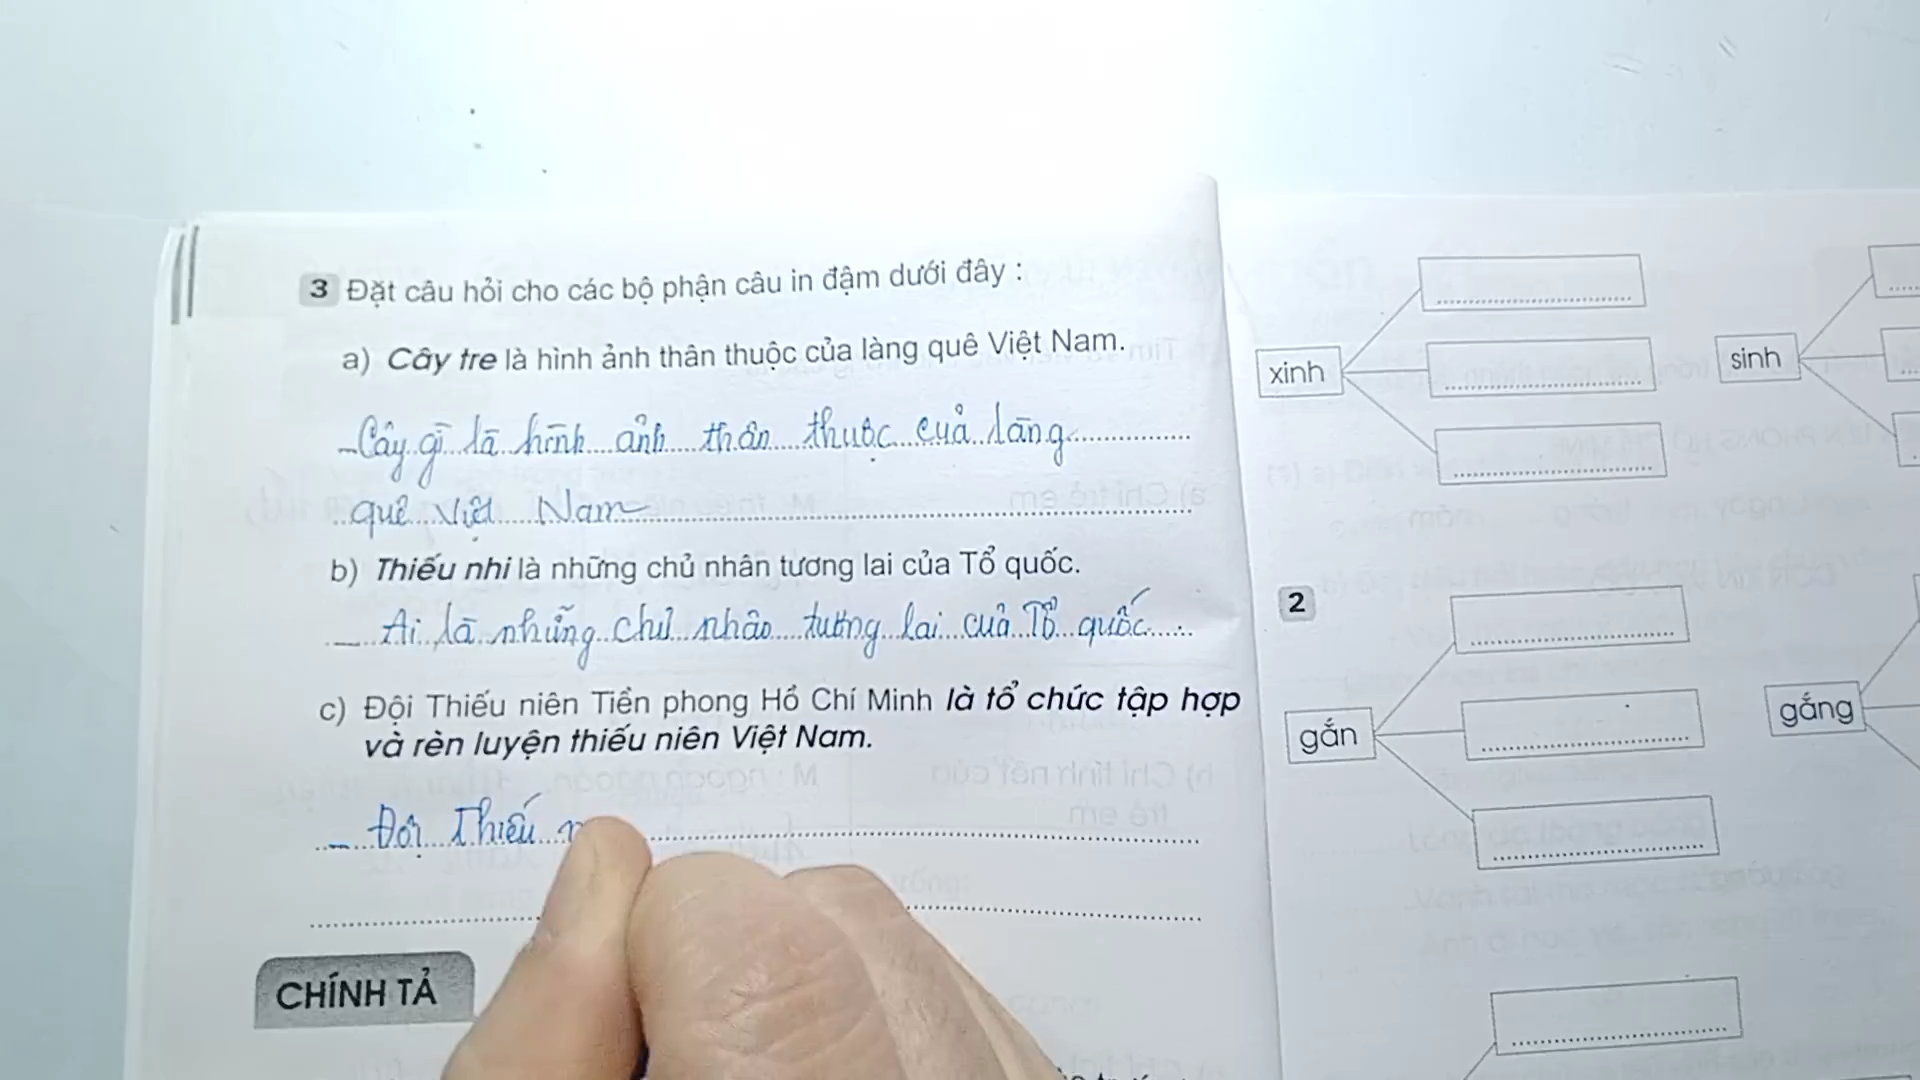 3 Đặt câu hỏi cho các bộ phận câu in đậm dưới đây :
a) Cây tre là hình ảnh thân thuộc của làng quê Việt Nam.
Cây gì là hình ảnh thân thuộc của làng
quê Việt Nam
b) Thiếu nhi là những chủ nhân tương lai của Tổ quốc.
Ai là những chủ nhân tương lai của Tổ quốc
c) Đội Thiếu niên Tiền phong Hồ Chí Minh là tổ chức tập hợp
và rèn luyện thiếu niên Việt Nam.
Đội Thiếu
CHÍNH TẢ
xinh
sinh
2
gắn
gắng